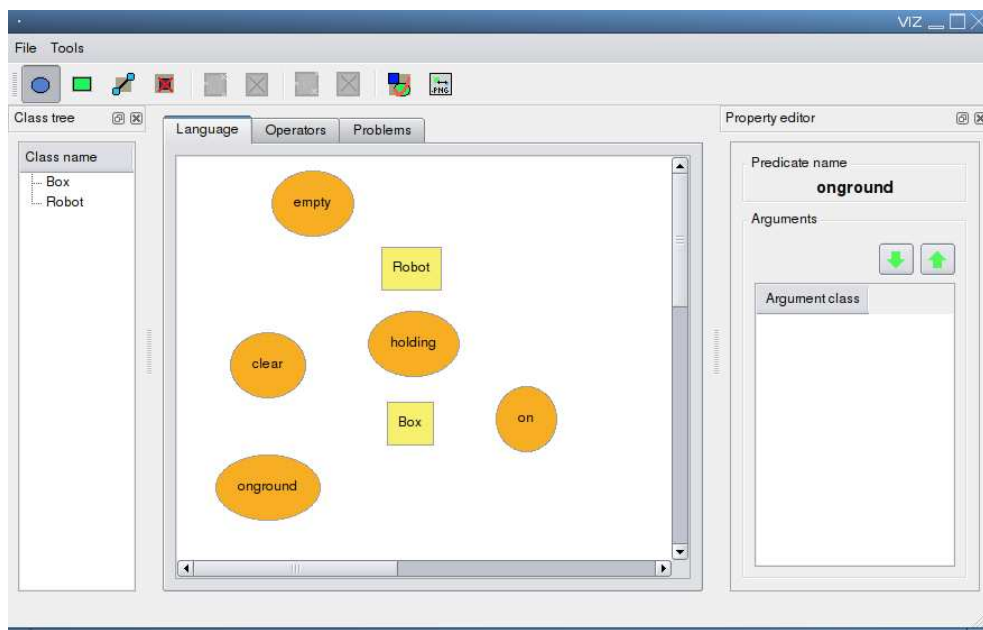 VIZ
File Tools
.PNG
Class tree
Class name
Box
Robot
Language Operators Problems
empty
Robot
holding
clear
Box
on
onground
Property editor
Predicate name
onground
Arguments
Argument class